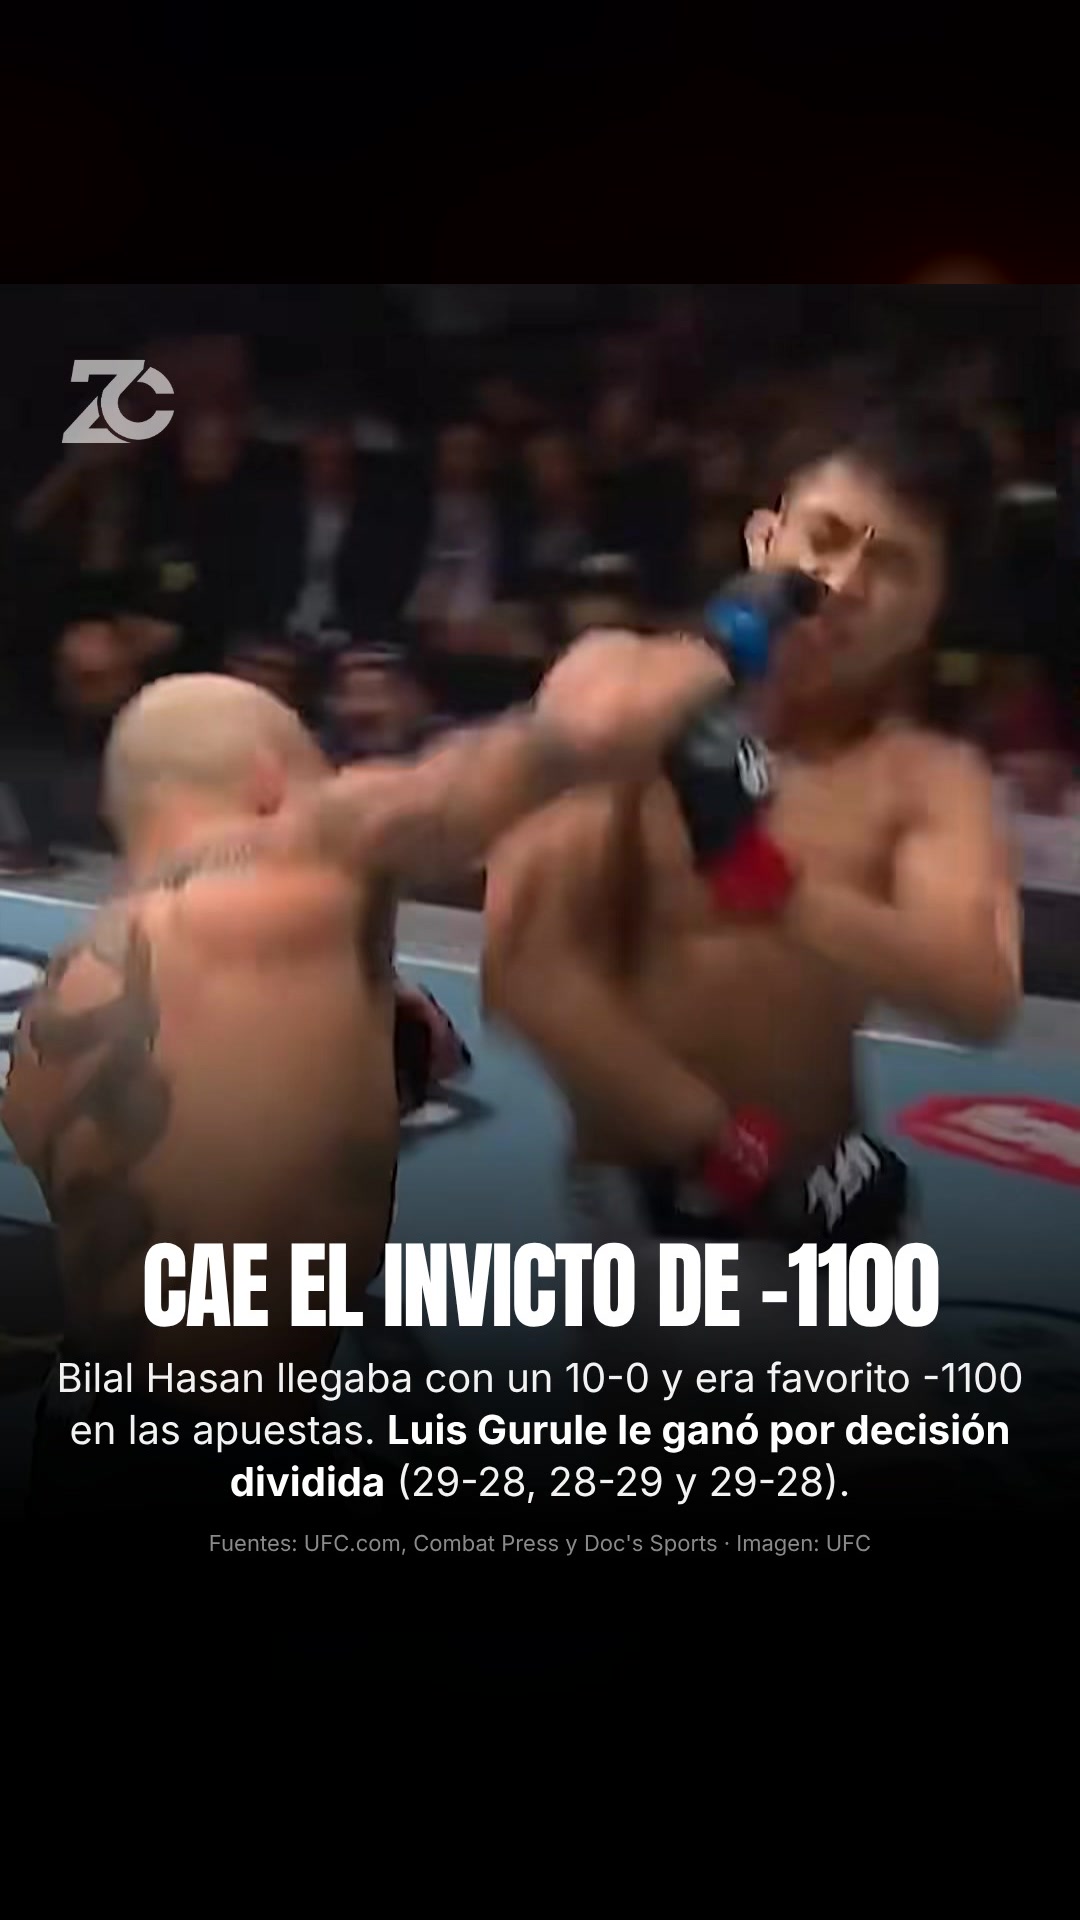 ZC
CAE EL INVICTO DE -1100
Bilal Hasan llegaba con un 10-0 y era favorito -1100
en las apuestas. Luis Gurule le ganó por decisión
dividida (29-28, 28-29 y 29-28).
Fuentes: UFC.com, Combat Press y Doc's Sports · Imagen: UFC